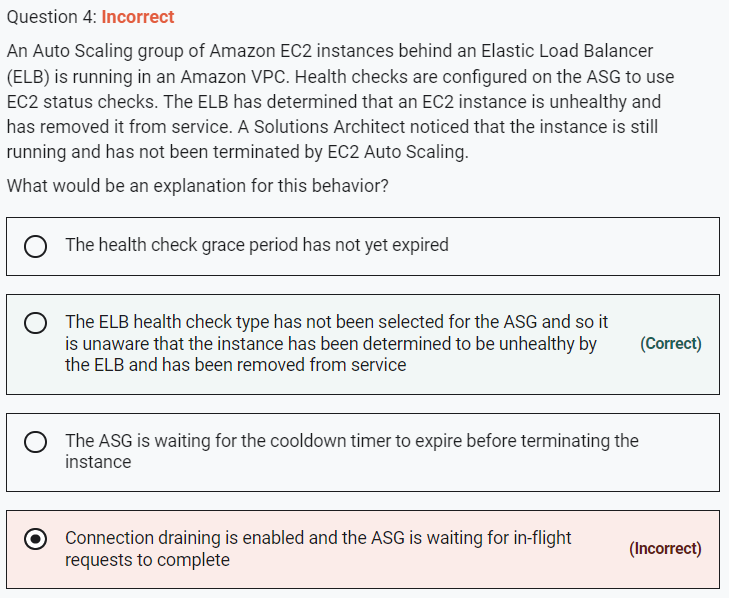 Question 4: Incorrect
An Auto Scaling group of Amazon EC2 instances behind an Elastic Load Balancer
(ELB) is running in an Amazon VPC. Health checks are configured on the ASG to use
EC2 status checks. The ELB has determined that an EC2 instance is unhealthy and
has removed it from service. A Solutions Architect noticed that the instance is still
running and has not been terminated by EC2 Auto Scaling.
What would be an explanation for this behavior?
The health check grace period has not yet expired
The ELB health check type has not been selected for the ASG and so it
is unaware that the instance has been determined to be unhealthy by
the ELB and has been removed from service
(Correct)
The ASG is waiting for the cooldown timer to expire before terminating the
instance
Connection draining is enabled and the ASG is waiting for in-flight
requests to complete
(Incorrect)